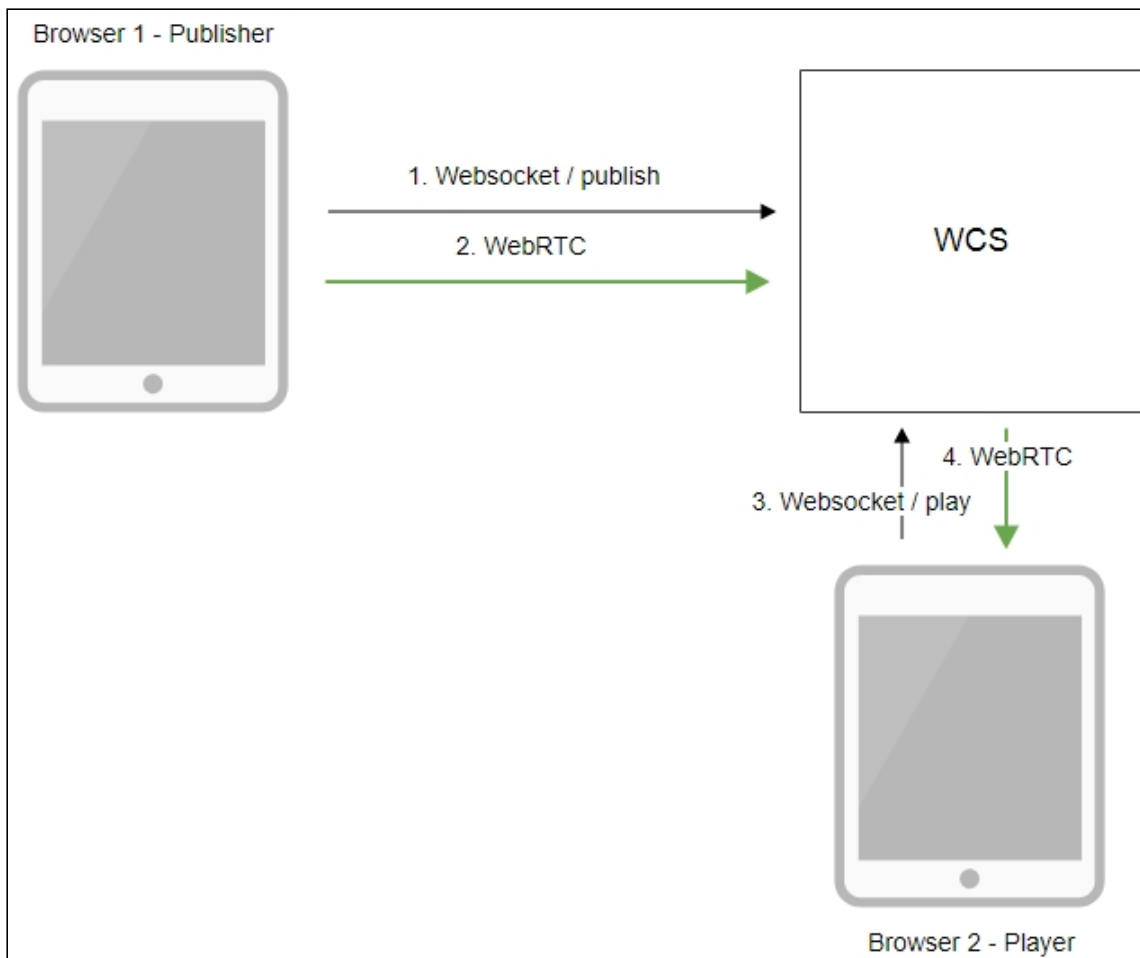 Browser 1 - Publisher
1. Websocket / publish
2. WebRTC
WCS
4. WebRTC
3. Websocket / play
Browser 2 - Player